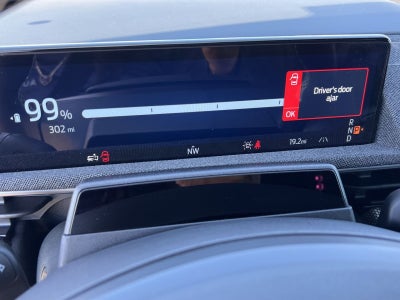 99%
302 mi
Driver's door
ajar
OK
R
N
D
NW
19.2mi